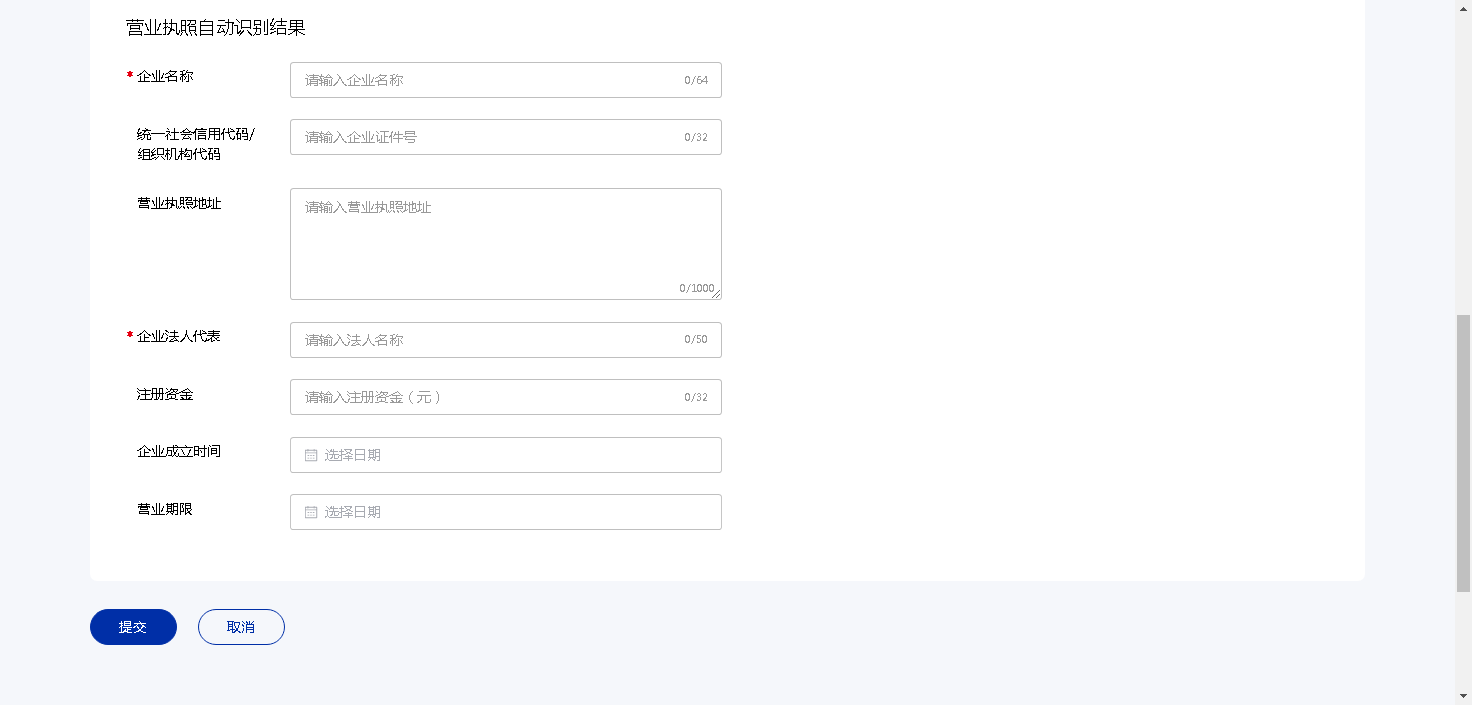 营业执照自动识别结果
* 企业名称
请输入企业名称 0/64
统一社会信用代码/
组织机构代码
请输入企业证件号 0/32
营业执照地址
请输入营业执照地址
0/1000
* 企业法人代表
请输入法人名称 0/50
注册资金
请输入注册资金（元） 0/32
企业成立时间
选择日期
营业期限
选择日期
提交 取消